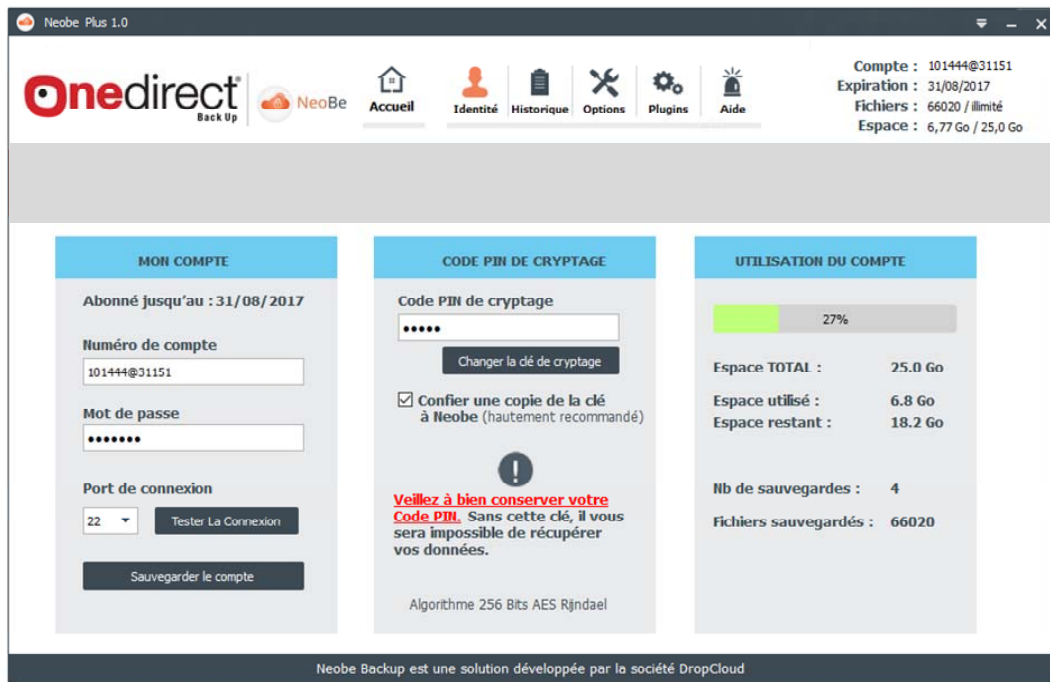 Neobe Plus 1.0
Onedirect
Back Up
NeoBe
Accueil
Identité
Historique
Options
Plugins
Aide
Compte : 101444@31151
Expiration : 31/08/2017
Fichiers : 66020 / illimité
Espace : 6,77 Go / 25,0 Go
MON COMPTE
Abonné jusqu'au : 31/08/2017
Numéro de compte
101444@31151
Mot de passe
•••••••
Port de connexion
22
Tester La Connexion
Sauvegarder le compte
CODE PIN DE CRYPTAGE
Code PIN de cryptage
•••••
Changer la clé de cryptage
Confier une copie de la clé
à Neobe (hautement recommandé)
Veillez à bien conserver votre
Code PIN. Sans cette clé, il vous
sera impossible de récupérer
vos données.
Algorithme 256 Bits AES Rijndael
UTILISATION DU COMPTE
27%
Espace TOTAL : 25.0 Go
Espace utilisé : 6.8 Go
Espace restant : 18.2 Go
Nb de sauvegardes : 4
Fichiers sauvegardés : 66020
Neobe Backup est une solution développée par la société DropCloud